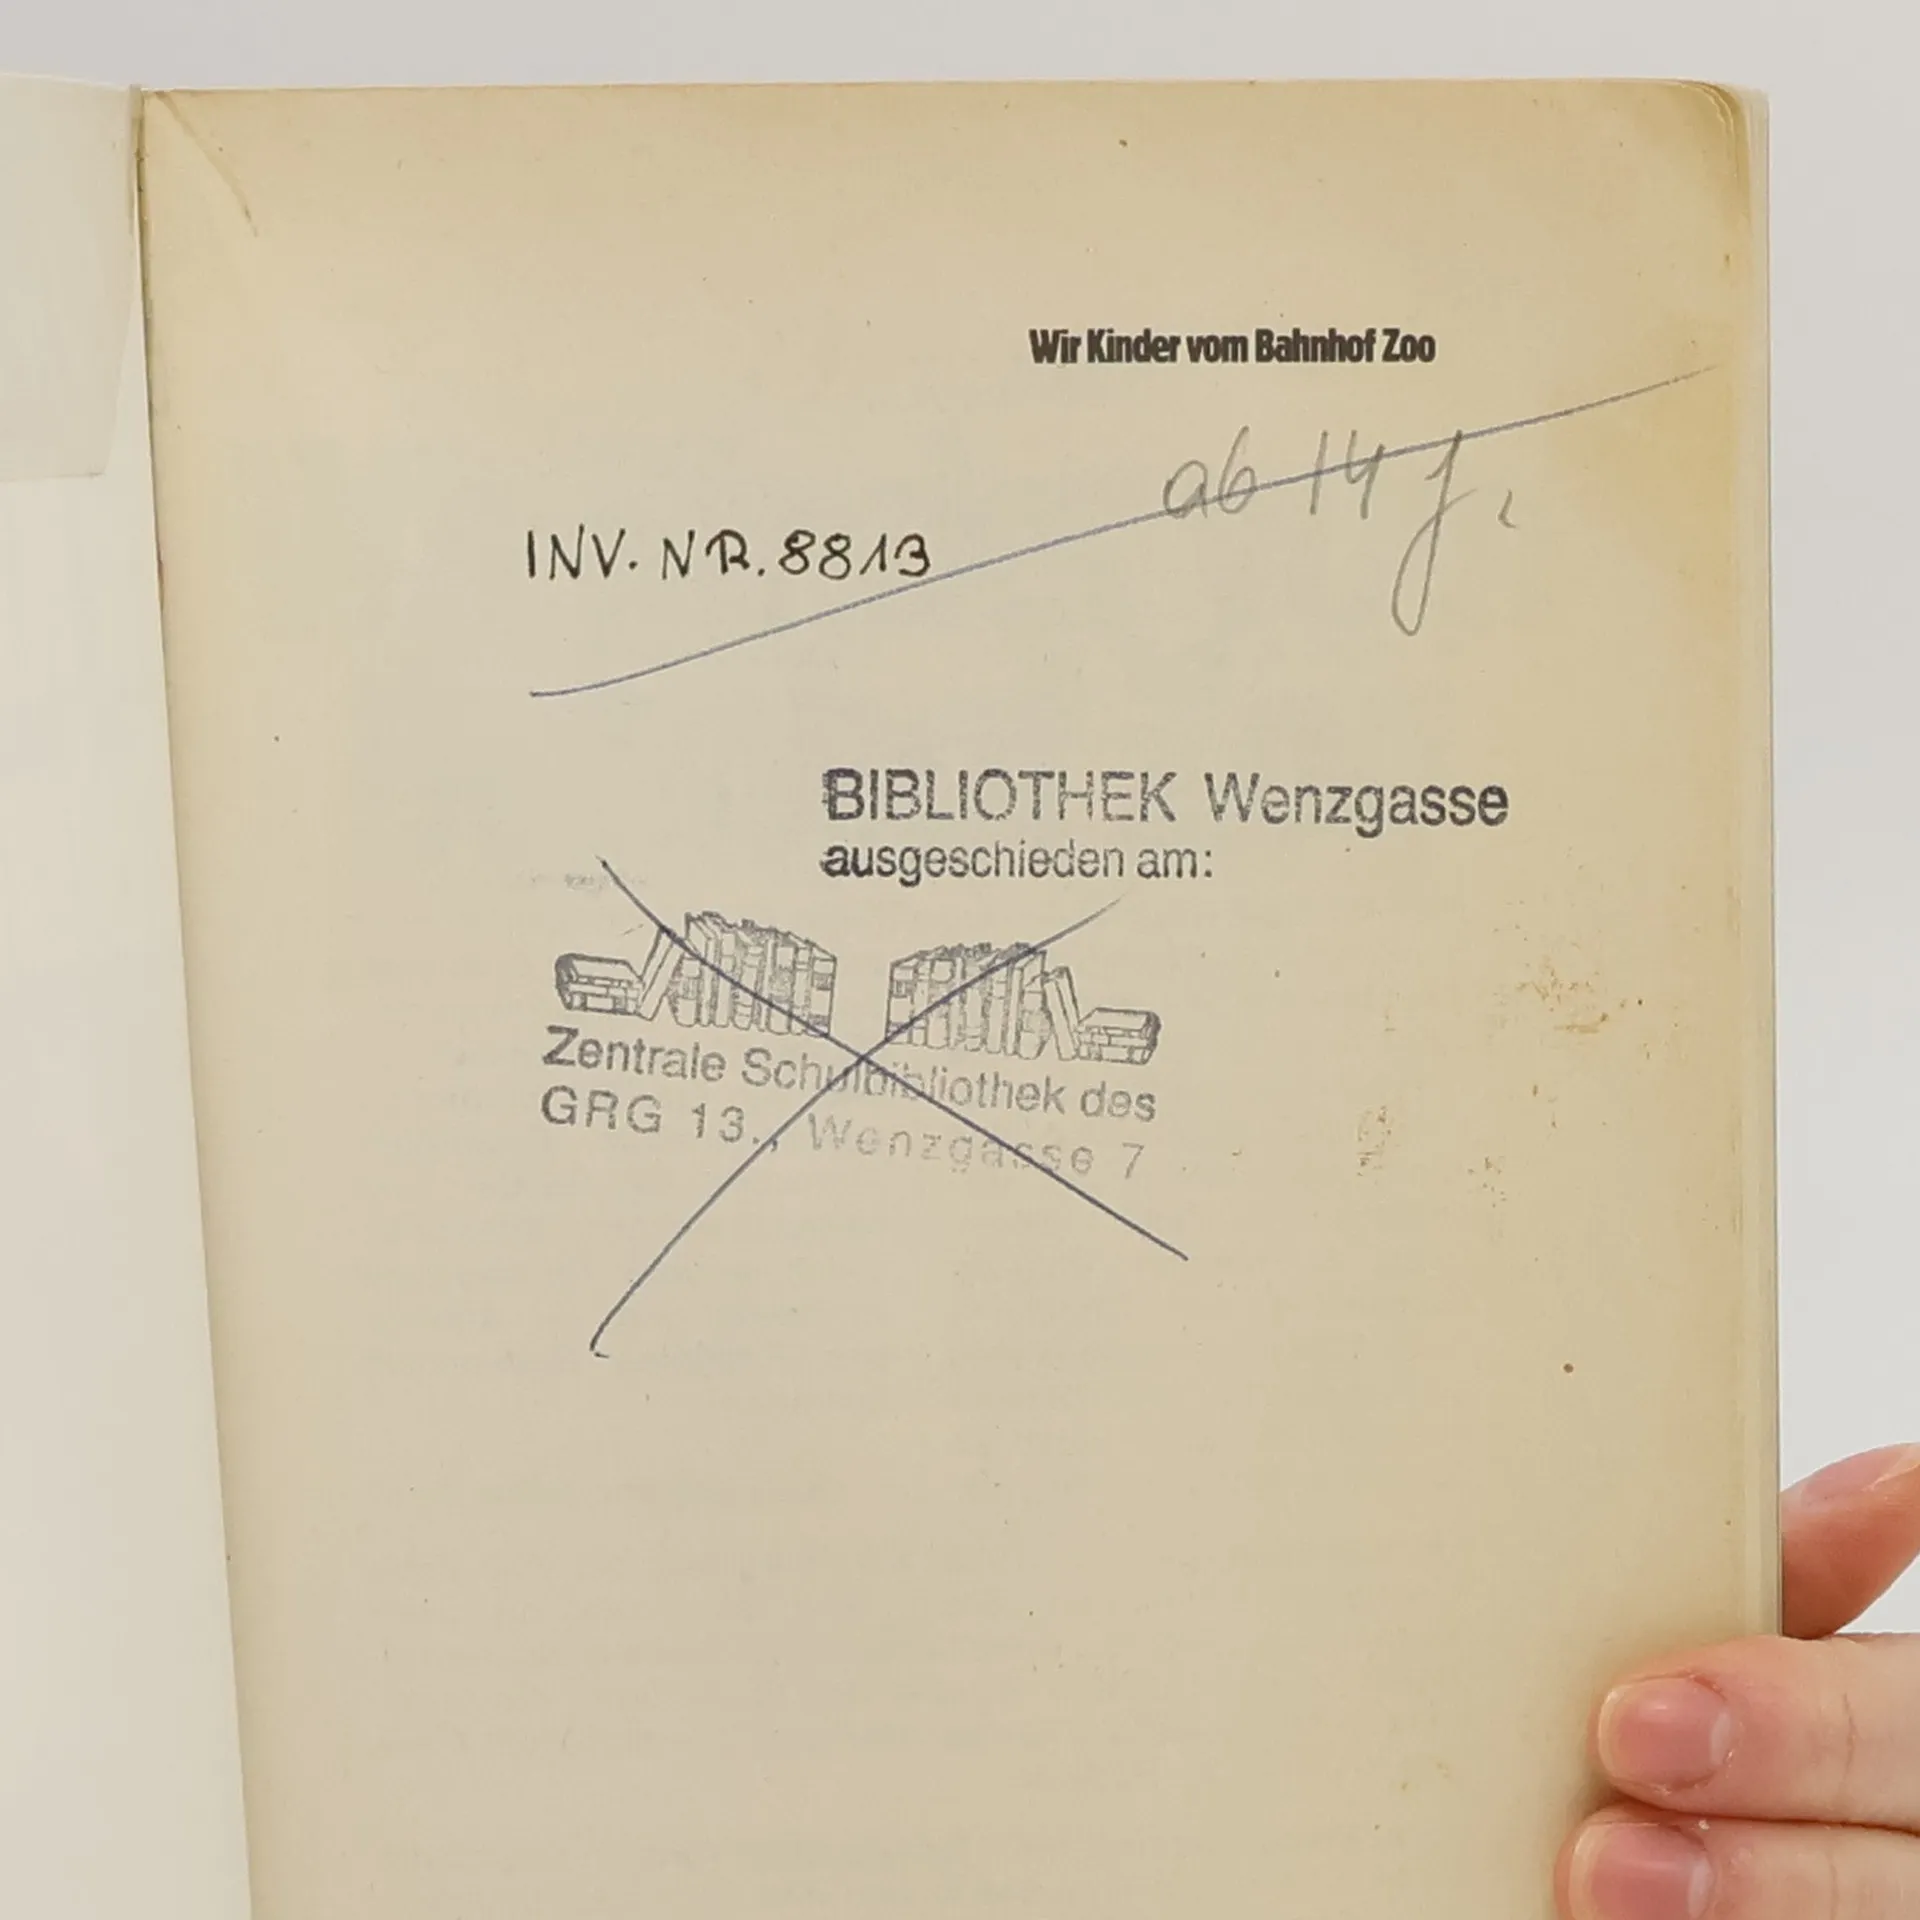 Wir Kinder vom Bahnhof Zoo
ab 14 J.
INV. NR. 8813
BIBLIOTHEK Wenzgasse
ausgeschieden am:
Zentrale Schulbibliothek des
GRG 13., Wenzgasse 7